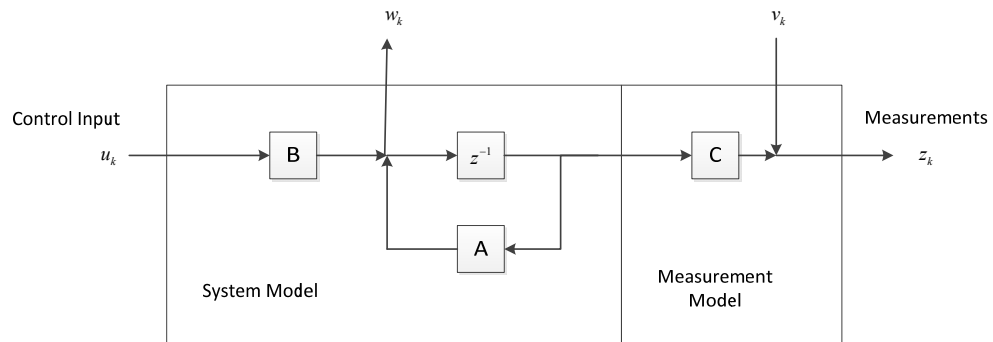 w_k
v_k
Control Input
Measurements
u_k
B
z^{-1}
C
z_k
A
System Model
Measurement
Model